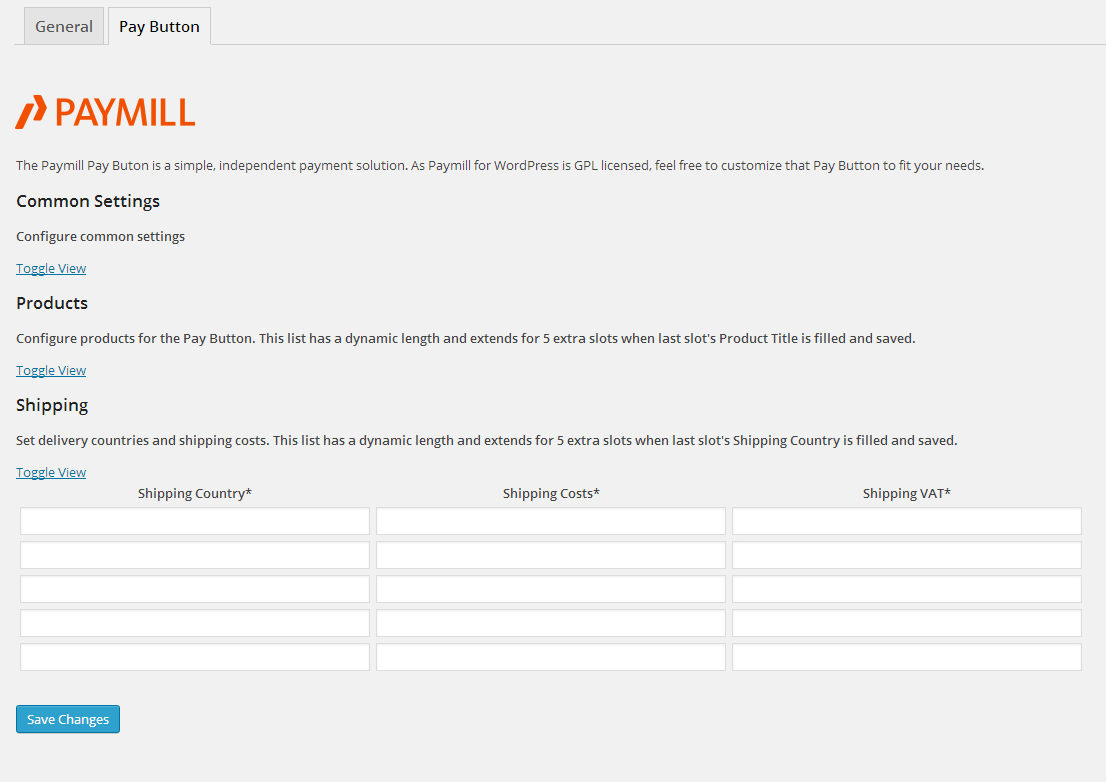 General
Pay Button
PAYMILL
The Paymill Pay Buton is a simple, independent payment solution. As Paymill for WordPress is GPL licensed, feel free to customize that Pay Button to fit your needs.
Common Settings
Configure common settings
Toggle View
Products
Configure products for the Pay Button. This list has a dynamic length and extends for 5 extra slots when last slot's Product Title is filled and saved.
Toggle View
Shipping
Set delivery countries and shipping costs. This list has a dynamic length and extends for 5 extra slots when last slot's Shipping Country is filled and saved.
Toggle View
Shipping Country* Shipping Costs* Shipping VAT*
Save Changes